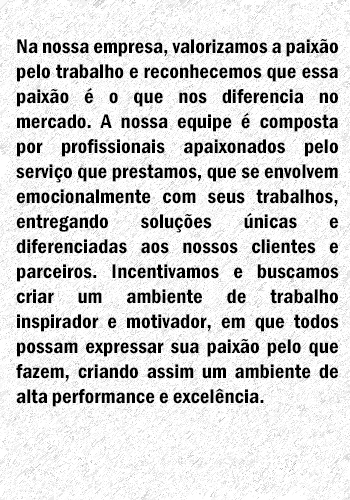 Na nossa empresa, valorizamos a paixão
pelo trabalho e reconhecemos que essa
paixão é o que nos diferencia no
mercado. A nossa equipe é composta
por profissionais apaixonados pelo
serviço que prestamos, que se envolvem
emocionalmente com seus trabalhos,
entregando soluções únicas e
diferenciadas aos nossos clientes e
parceiros. Incentivamos e buscamos
criar um ambiente de trabalho
inspirador e motivador, em que todos
possam expressar sua paixão pelo que
fazem, criando assim um ambiente de
alta performance e excelência.